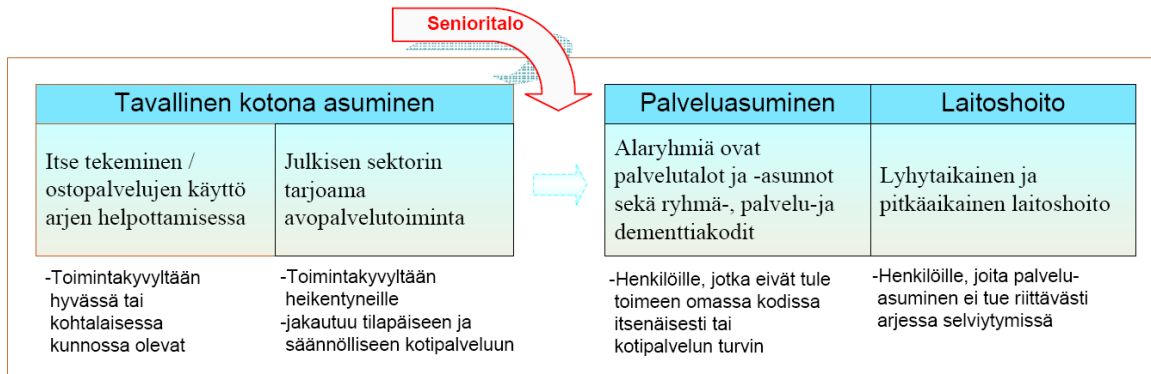 Senioritalo
Tavallinen kotona asuminen
Itse tekeminen /
ostopalvelujen käyttö
arjen helpottamisessa
Julkisen sektorin
tarjoama
avopalvelutoiminta
-Toimintakyvyltään
hyvässä tai
kohtalaisessa
kunnossa olevat
-Toimintakyvyltään
heikentyneille
-jakautuu tilapäiseen ja
säännölliseen kotipalveluun
Palveluasuminen
Alaryhmiä ovat
palvelutalot ja -asunnot
sekä ryhmä-, palvelu-ja
dementtiakodit
-Henkilöille, jotka eivät tule
toimeen omassa kodissa
itsenäisesti tai
kotipalvelun turvin
Laitoshoito
Lyhytaikainen ja
pitkäaikainen laitoshoito
-Henkilöille, joita palvelu-
asuminen ei tue riittävästi
arjessa selviytymissä